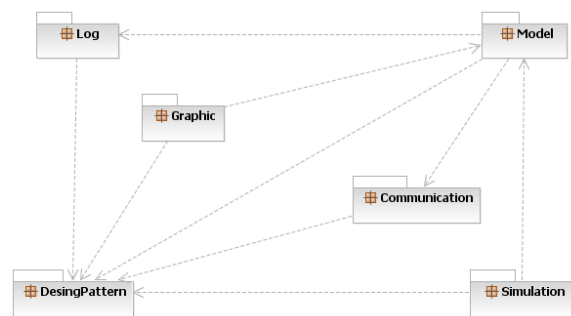 Log
Model
Graphic
Communication
DesingPattern
Simulation